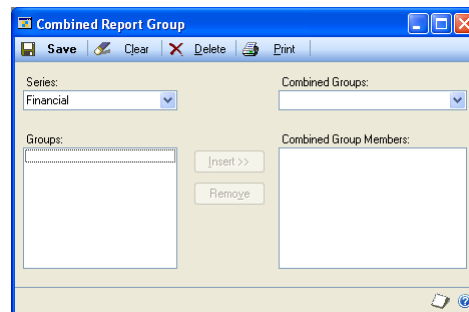 Combined Report Group
Save Clear Delete Print
Series: Combined Groups:
Financial
Groups: Combined Group Members:
Insert >>
Remove